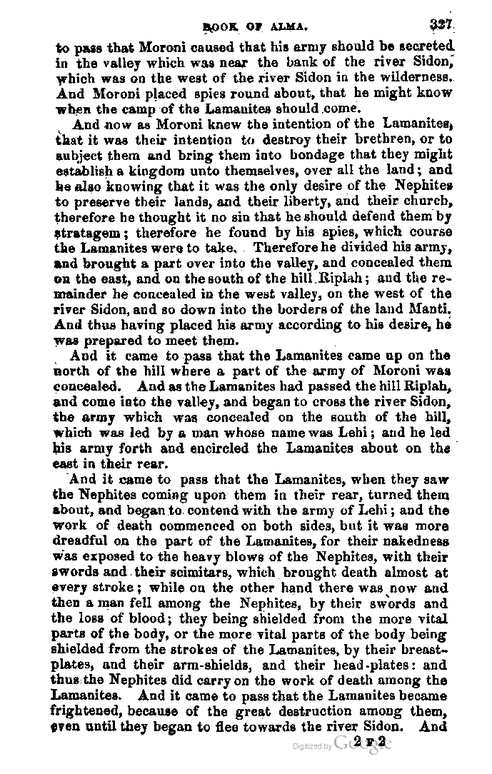 BOOK OF ALMA. 327
to pass that Moroni caused that his army should be secreted
in the valley which was near the bank of the river Sidon,
which was on the west of the river Sidon in the wilderness.
And Moroni placed spies round about, that he might know
when the camp of the Lamanites should come.
And now as Moroni knew the intention of the Lamanites,
that it was their intention to destroy their brethren, or to
subject them and bring them into bondage that they might
establish a kingdom unto themselves, over all the land; and
he also knowing that it was the only desire of the Nephites
to preserve their lands, and their liberty, and their church,
therefore he thought it no sin that he should defend them by
stratagem; therefore he found by his spies, which course
the Lamanites were to take. Therefore he divided his army,
and brought a part over into the valley, and concealed them
on the east, and on the south of the hill Riplah; and the re-
mainder he concealed in the west valley, on the west of the
river Sidon, and so down into the borders of the land Manti.
And thus having placed his army according to his desire, he
was prepared to meet them.
And it came to pass that the Lamanites came up on the
north of the hill where a part of the army of Moroni was
concealed. And as the Lamanites had passed the hill Riplah,
and come into the valley, and began to cross the river Sidon,
the army which was concealed on the south of the hill,
which was led by a man whose name was Lehi; and he led
his army forth and encircled the Lamanites about on the
east in their rear.
And it came to pass that the Lamanites, when they saw
the Nephites coming upon them in their rear, turned them
about, and began to contend with the army of Lehi; and the
work of death commenced on both sides, but it was more
dreadful on the part of the Lamanites, for their nakedness
was exposed to the heavy blows of the Nephites, with their
swords and their scimitars, which brought death almost at
every stroke; while on the other hand there was now and
then a man fell among the Nephites, by their swords and
the loss of blood; they being shielded from the more vital
parts of the body, or the more vital parts of the body being
shielded from the strokes of the Lamanites, by their breast-
plates, and their arm-shields, and their head-plates: and
thus the Nephites did carry on the work of death among the
Lamanites. And it came to pass that the Lamanites became
frightened, because of the great destruction among them,
even until they began to flee towards the river Sidon. And
2 F 2
Digitized by Google